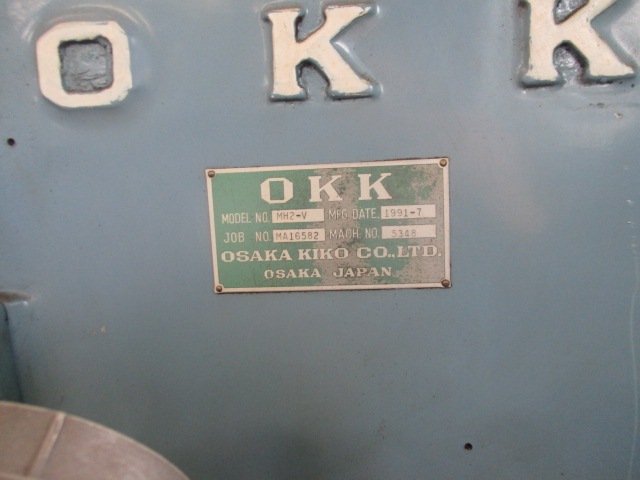 OKK
OKK
MODEL NO. MH2-V MFG. DATE 1991-7
JOB NO. MA16582 MACH. NO. 5348
OSAKA KIKO CO.,LTD.
OSAKA JAPAN